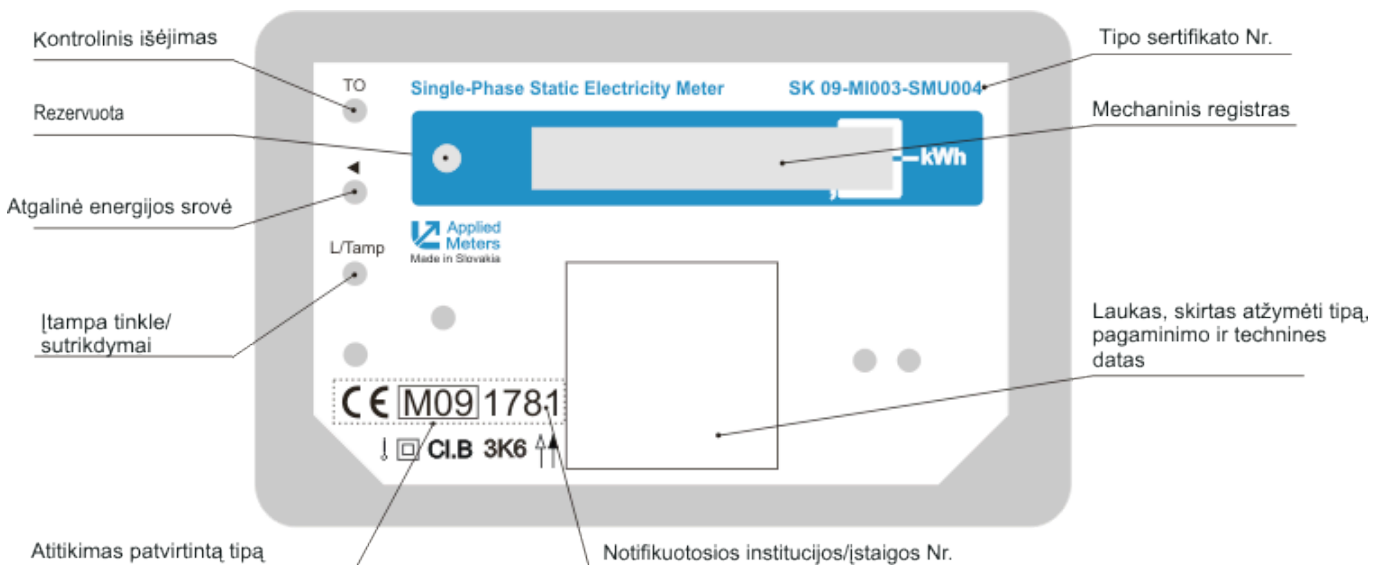 Kontrolinis išėjimas
Tipo sertifikato Nr.
TO
Single-Phase Static Electricity Meter
SK 09-MI003-SMU004
Mechaninis registras
Rezervuota
kWh
Atgalinė energijos srovė
Applied
Meters
Made in Slovakia
L/Tamp
Įtampa tinkle/
sutrikdymai
Laukas, skirtas atžymėti tipą,
pagaminimo ir technines
datas
CE M09 1781
Cl.B 3K6
Atitikimas patvirtintą tipą
Notifikuotosios institucijos/įstaigos Nr.